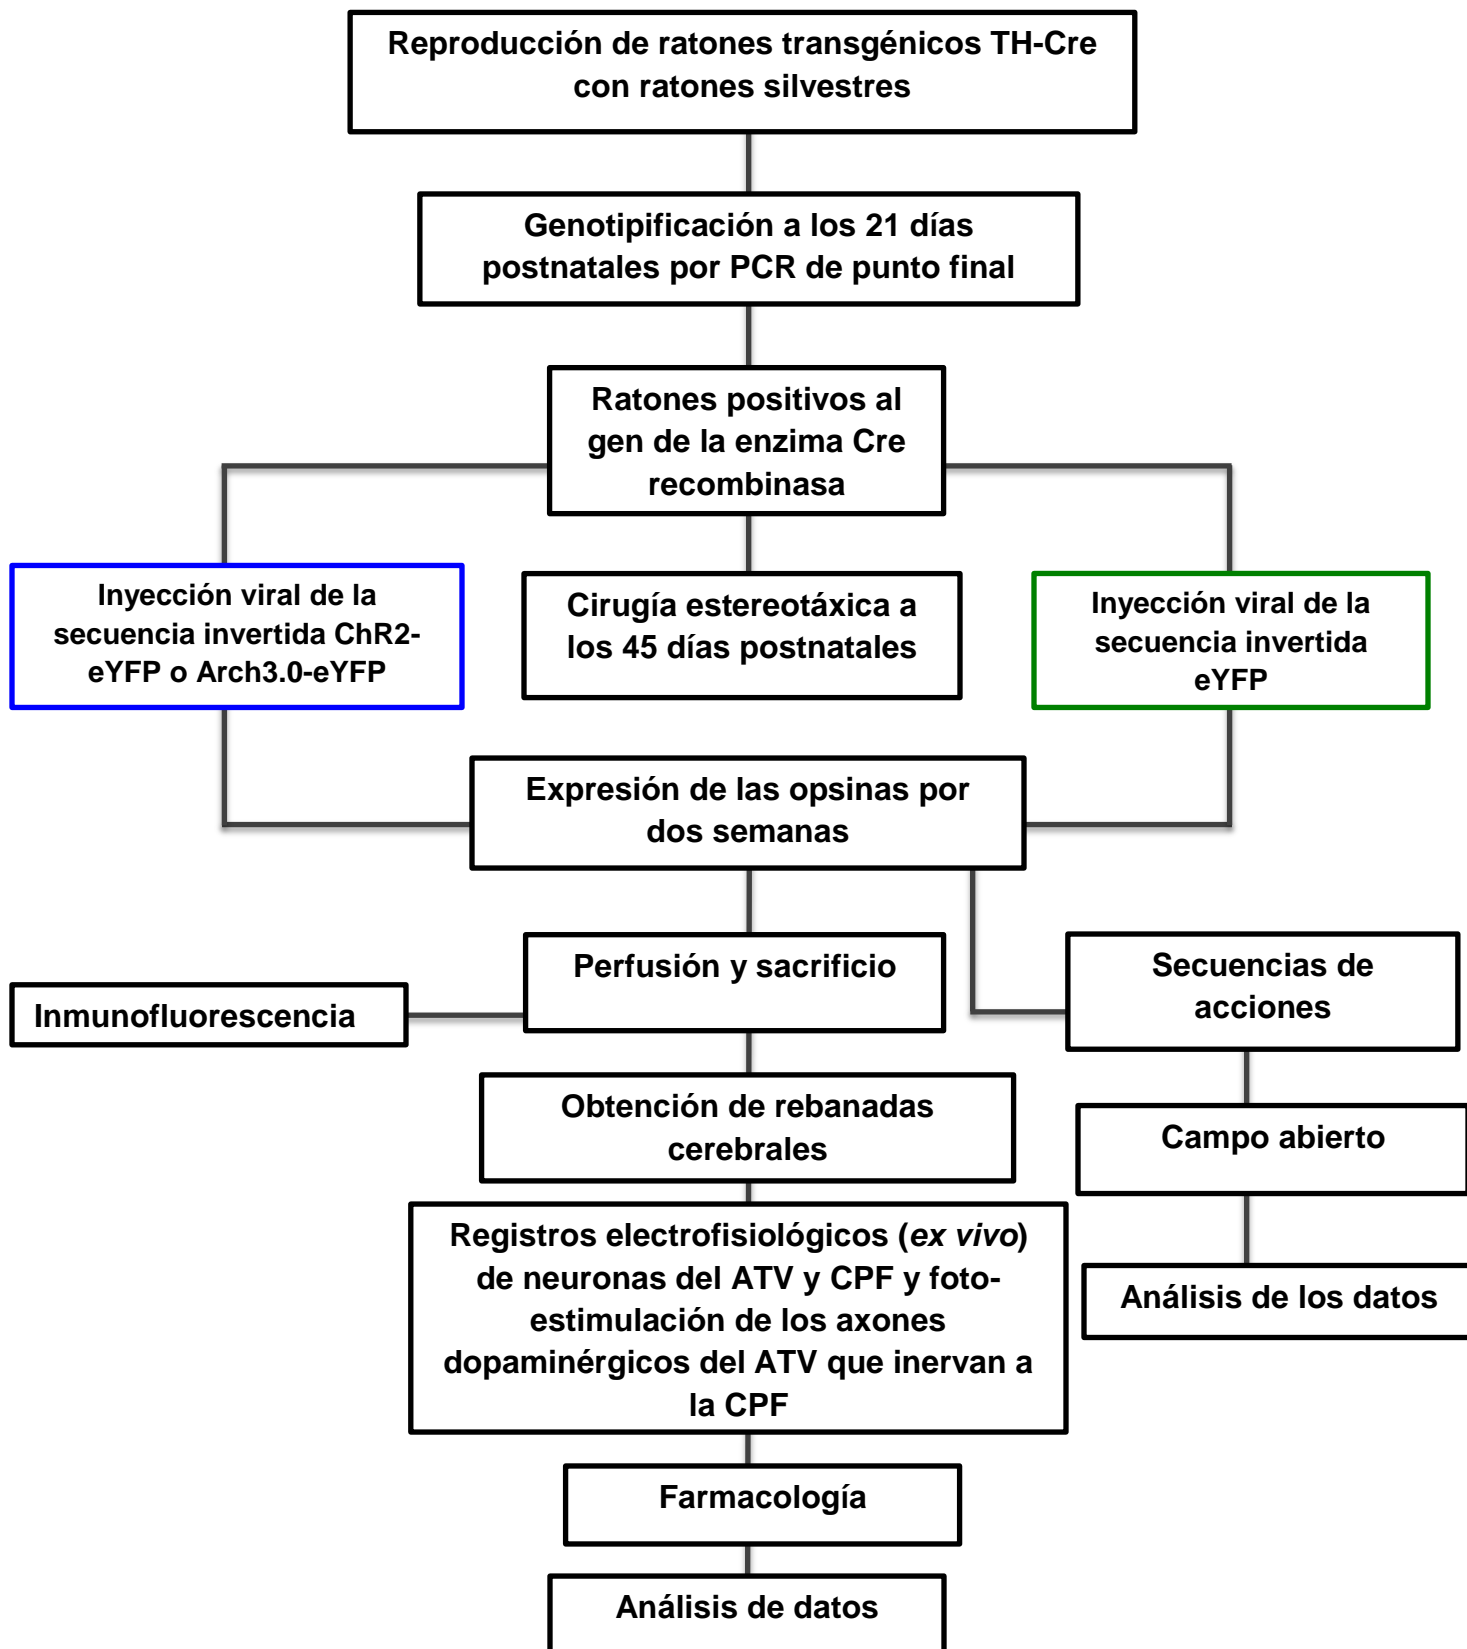 Reproducción de ratones transgénicos TH-Cre
con ratones silvestres
Genotipificación a los 21 días
postnatales por PCR de punto final
Ratones positivos al
gen de la enzima Cre
recombinasa
Inyección viral de la
secuencia invertida ChR2-
eYFP o Arch3.0-eYFP
Cirugía estereotáxica a
los 45 días postnatales
Inyección viral de la
secuencia invertida
eYFP
Expresión de las opsinas por
dos semanas
Perfusión y sacrificio
Inmunofluorescencia
Secuencias de
acciones
Obtención de rebanadas
cerebrales
Campo abierto
Registros electrofisiológicos (ex vivo)
de neuronas del ATV y CPF y foto-
estimulación de los axones
dopaminérgicos del ATV que inervan a
la CPF
Análisis de los datos
Farmacología
Análisis de datos